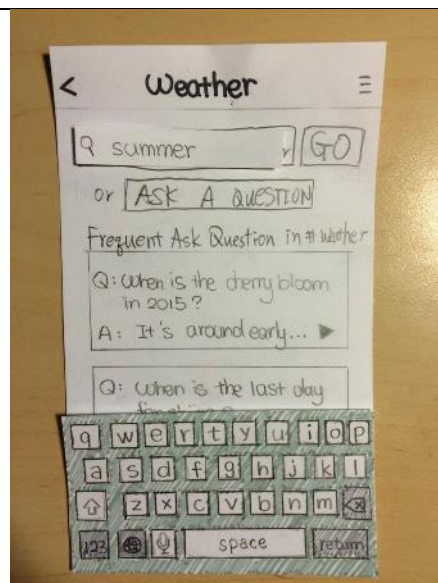 < Weather
summer GO
or ASK A QUESTION
Frequent Ask Question in # Weather
Q: When is the cherry bloom
in 2015?
A: It's around early...
Q: When is the last day
q w e r t y u i o p
a s d f g h j k l
z x c v b n m
123 space return